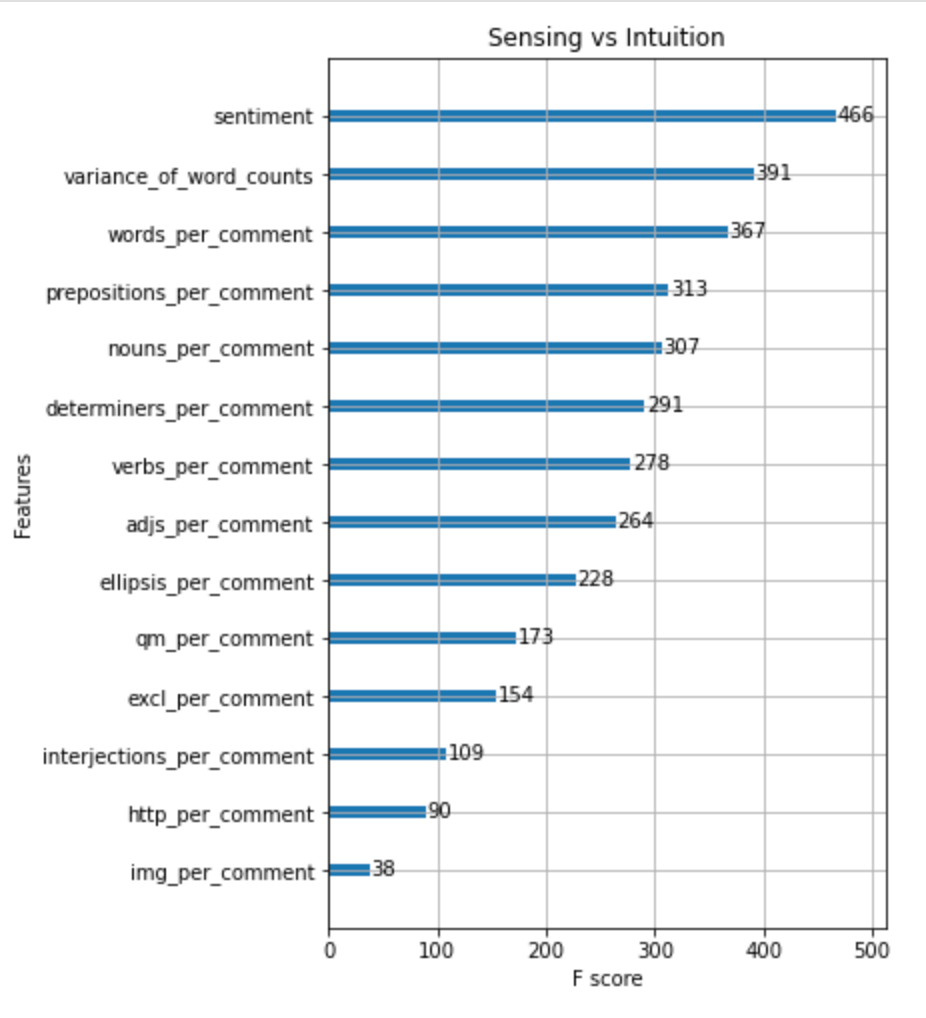 Sensing vs Intuition
Features
sentiment 466
variance_of_word_counts 391
words_per_comment 367
prepositions_per_comment 313
nouns_per_comment 307
determiners_per_comment 291
verbs_per_comment 278
adjs_per_comment 264
ellipsis_per_comment 228
qm_per_comment 173
excl_per_comment 154
interjections_per_comment 109
http_per_comment 90
img_per_comment 38
0 100 200 300 400 500
F score